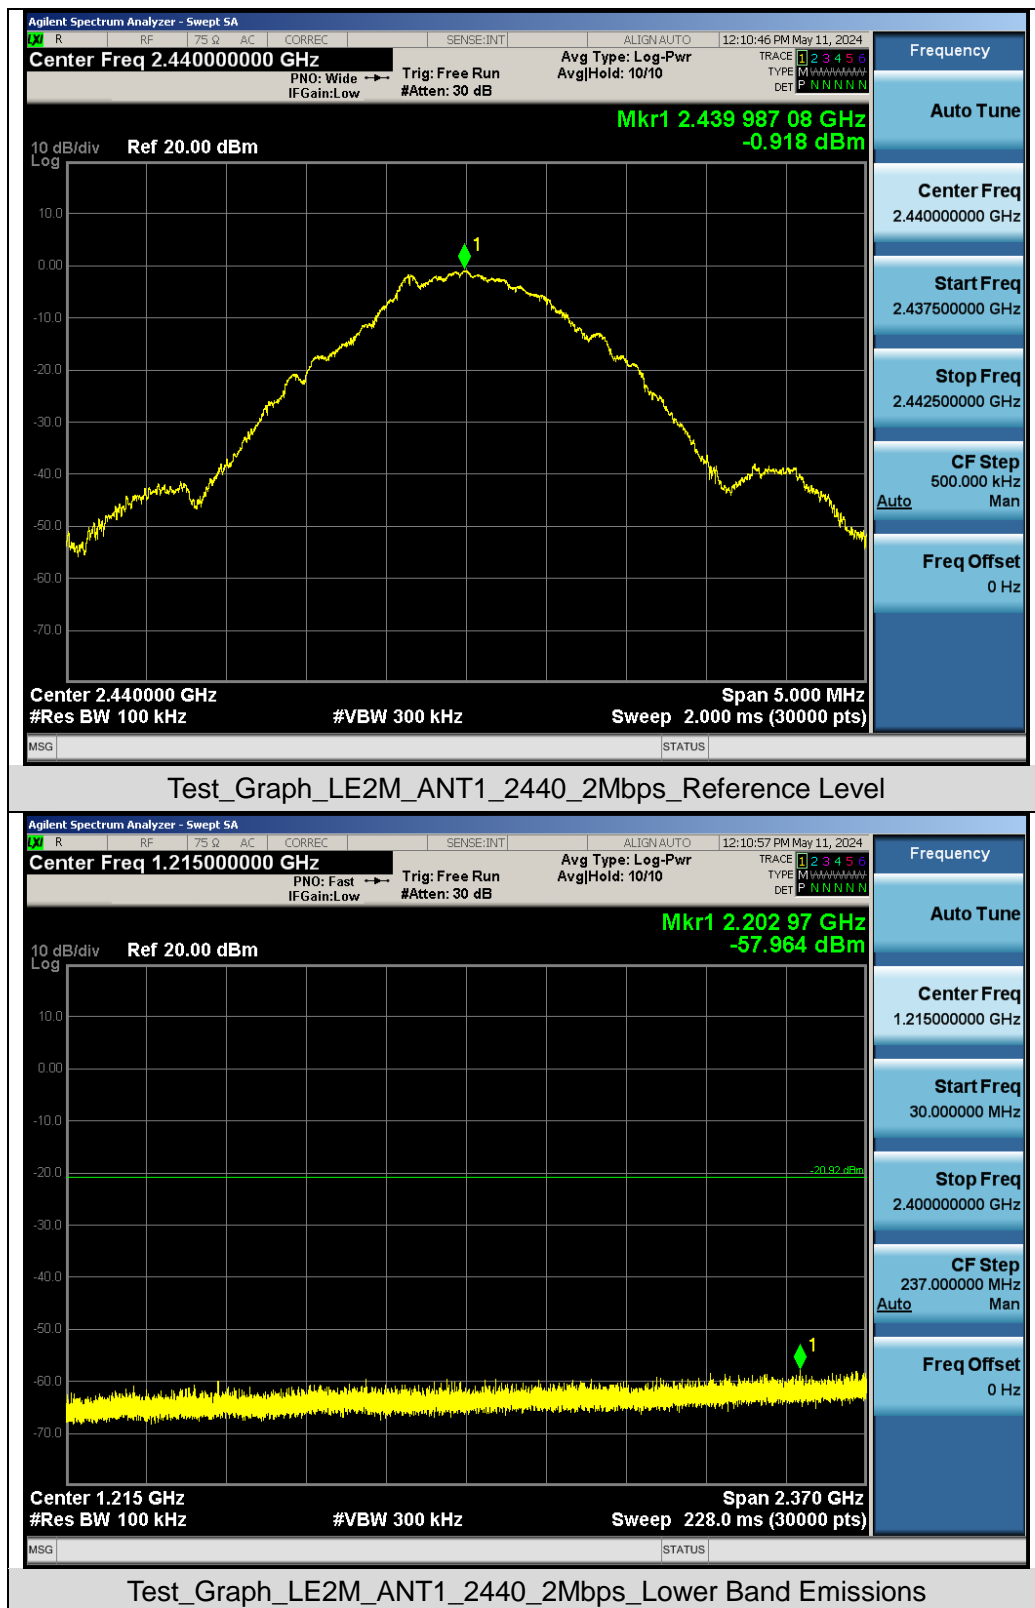 Agilent Spectrum Analyzer - Swept SA
LXI R RF 75 Ω AC CORREC SENSE:INT ALIGN AUTO 12:10:46 PM May 11, 2024
Center Freq 2.440000000 GHz
PNO: Wide
IFGain:Low
Trig: Free Run
#Atten: 30 dB
Avg Type: Log-Pwr
Avg|Hold: 10/10
TRACE 1 2 3 4 5 6
TYPE M WWWWW
DET P N N N N N
Frequency
Auto Tune
Center Freq
2.440000000 GHz
Start Freq
2.437500000 GHz
Stop Freq
2.442500000 GHz
CF Step
500.000 kHz
Auto Man
Freq Offset
0 Hz
Mkr1 2.439 987 08 GHz
-0.918 dBm
10 dB/div Ref 20.00 dBm
Log
10.0
0.00
-10.0
-20.0
-30.0
-40.0
-50.0
-60.0
-70.0
1
Center 2.440000 GHz Span 5.000 MHz
#Res BW 100 kHz #VBW 300 kHz Sweep 2.000 ms (30000 pts)
MSG STATUS
Test_Graph_LE2M_ANT1_2440_2Mbps_Reference Level
Agilent Spectrum Analyzer - Swept SA
LXI R RF 75 Ω AC CORREC SENSE:INT ALIGN AUTO 12:10:57 PM May 11, 2024
Center Freq 1.215000000 GHz
PNO: Fast
IFGain:Low
Trig: Free Run
#Atten: 30 dB
Avg Type: Log-Pwr
Avg|Hold: 10/10
TRACE 1 2 3 4 5 6
TYPE M WWWWW
DET P N N N N N
Frequency
Auto Tune
Center Freq
1.215000000 GHz
Start Freq
30.000000 MHz
Stop Freq
2.400000000 GHz
CF Step
237.000000 MHz
Auto Man
Freq Offset
0 Hz
Mkr1 2.202 97 GHz
-57.964 dBm
10 dB/div Ref 20.00 dBm
Log
10.0
0.00
-10.0
-20.0
-30.0
-40.0
-50.0
-60.0
-70.0
-20.92 dBm
1
Center 1.215 GHz Span 2.370 GHz
#Res BW 100 kHz #VBW 300 kHz Sweep 228.0 ms (30000 pts)
MSG STATUS
Test_Graph_LE2M_ANT1_2440_2Mbps_Lower Band Emissions